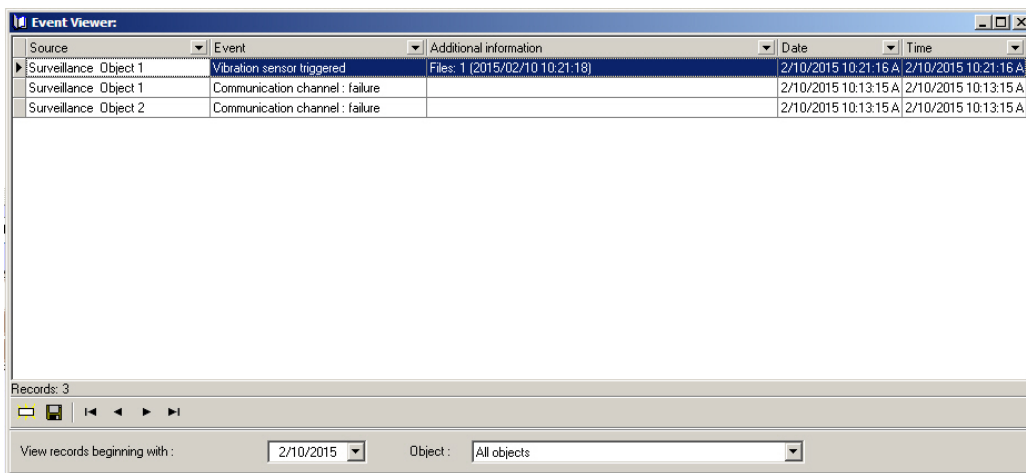 Event Viewer:
Source Event Additional information Date Time
Surveillance Object 1 Vibration sensor triggered Files: 1 (2015/02/10 10:21:18) 2/10/2015 10:21:16 A 2/10/2015 10:21:16 A
Surveillance Object 1 Communication channel : failure 2/10/2015 10:13:15 A 2/10/2015 10:13:15 A
Surveillance Object 2 Communication channel : failure 2/10/2015 10:13:15 A 2/10/2015 10:13:15 A
Records: 3
View records beginning with : 2/10/2015 Object : All objects